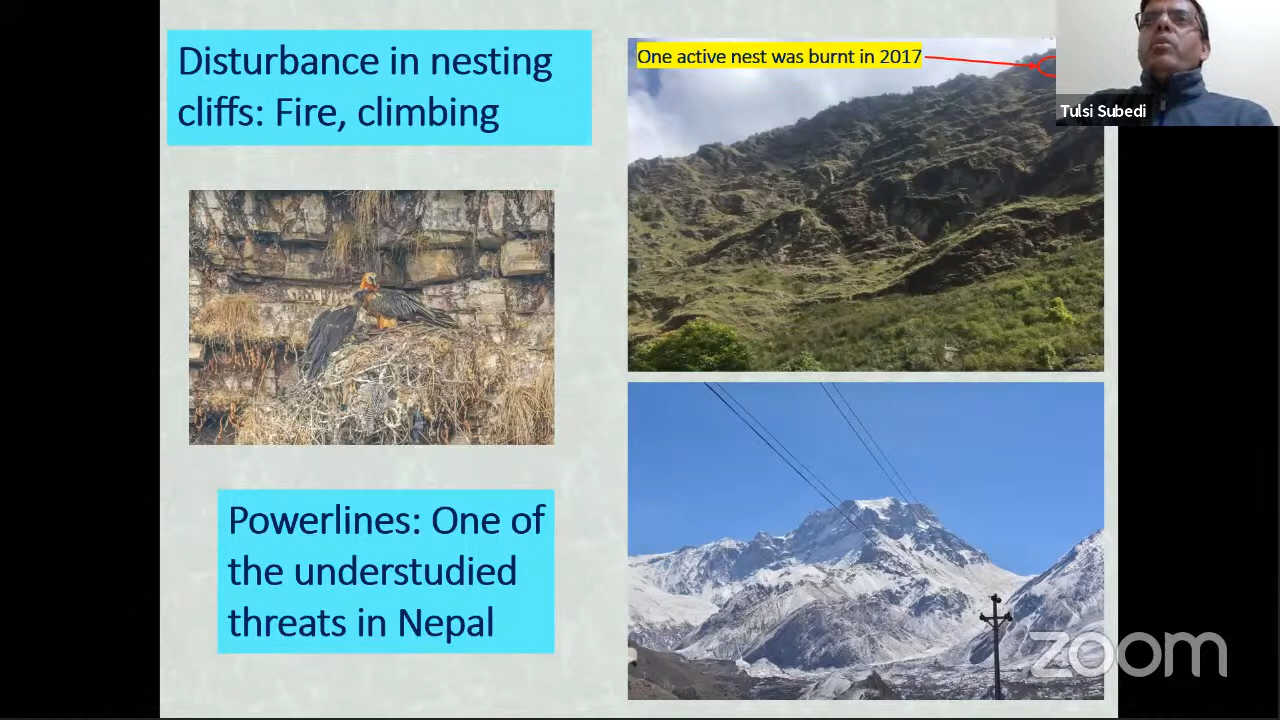 Disturbance in nesting
cliffs: Fire, climbing
One active nest was burnt in 2017
Tulsi Subedi
Powerlines: One of
the understudied
threats in Nepal
zoom